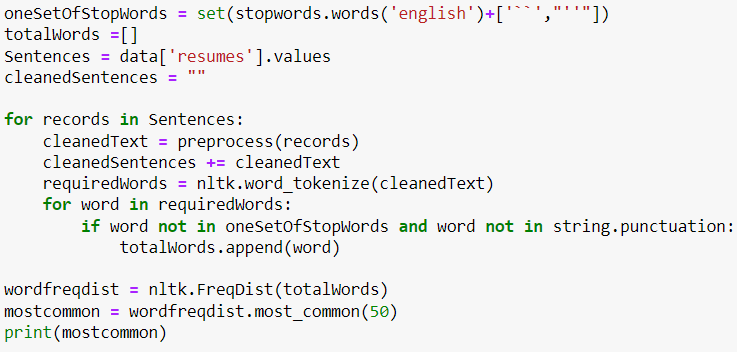 oneSetOfStopWords = set(stopwords.words('english')+['``',"''"])
totalWords =[]
Sentences = data['resumes'].values
cleanedSentences = ""

for records in Sentences:
    cleanedText = preprocess(records)
    cleanedSentences += cleanedText
    requiredWords = nltk.word_tokenize(cleanedText)
    for word in requiredWords:
        if word not in oneSetOfStopWords and word not in string.punctuation:
            totalWords.append(word)

wordfreqdist = nltk.FreqDist(totalWords)
mostcommon = wordfreqdist.most_common(50)
print(mostcommon)